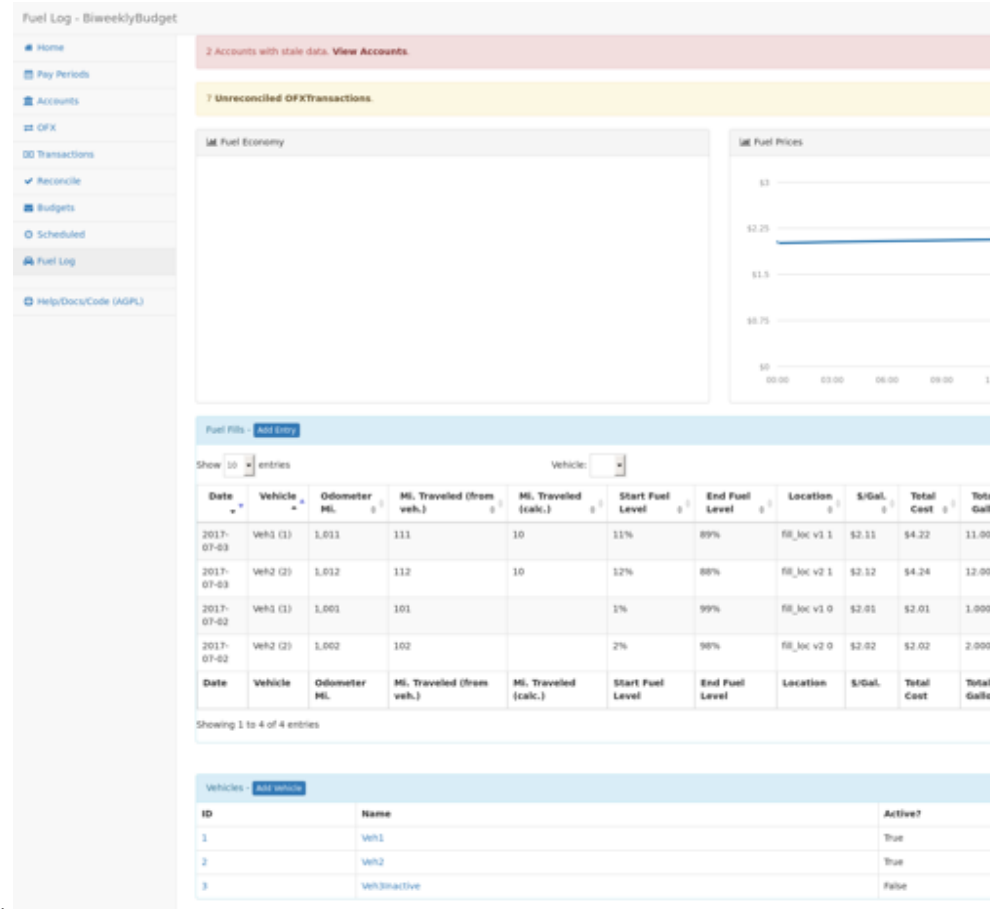 Fuel Log - BiweeklyBudget
Home
Pay Periods
Accounts
OFX
Transactions
Reconcile
Budgets
Scheduled
Fuel Log
Help/Docs/Code (AGPL)
2 Accounts with stale data. View Accounts.
7 Unreconciled OFXTransactions.
Fuel Economy
Fuel Prices
$3
$2.25
$1.5
$0.75
$0
00:00 03:00 06:00 09:00 1
Fuel Fills - Add Entry
Show 10 entries Vehicle:
Date Vehicle Odometer Mi. Mi. Traveled (from veh.) Mi. Traveled (calc.) Start Fuel Level End Fuel Level Location $/Gal. Total Cost Tota Gall
2017-07-03 Veh1 (1) 1,011 111 10 11% 89% fill_loc v1 1 $2.11 $4.22 11.00
2017-07-03 Veh2 (2) 1,012 112 10 12% 88% fill_loc v2 1 $2.12 $4.24 12.00
2017-07-02 Veh1 (1) 1,001 101 1% 99% fill_loc v1 0 $2.01 $2.01 1.000
2017-07-02 Veh2 (2) 1,002 102 2% 98% fill_loc v2 0 $2.02 $2.02 2.000
Date Vehicle Odometer Mi. Mi. Traveled (from veh.) Mi. Traveled (calc.) Start Fuel Level End Fuel Level Location $/Gal. Total Cost Total Gallo
Showing 1 to 4 of 4 entries
Vehicles - Add Vehicle
ID Name Active?
1 Veh1 True
2 Veh2 True
3 Veh3Inactive False